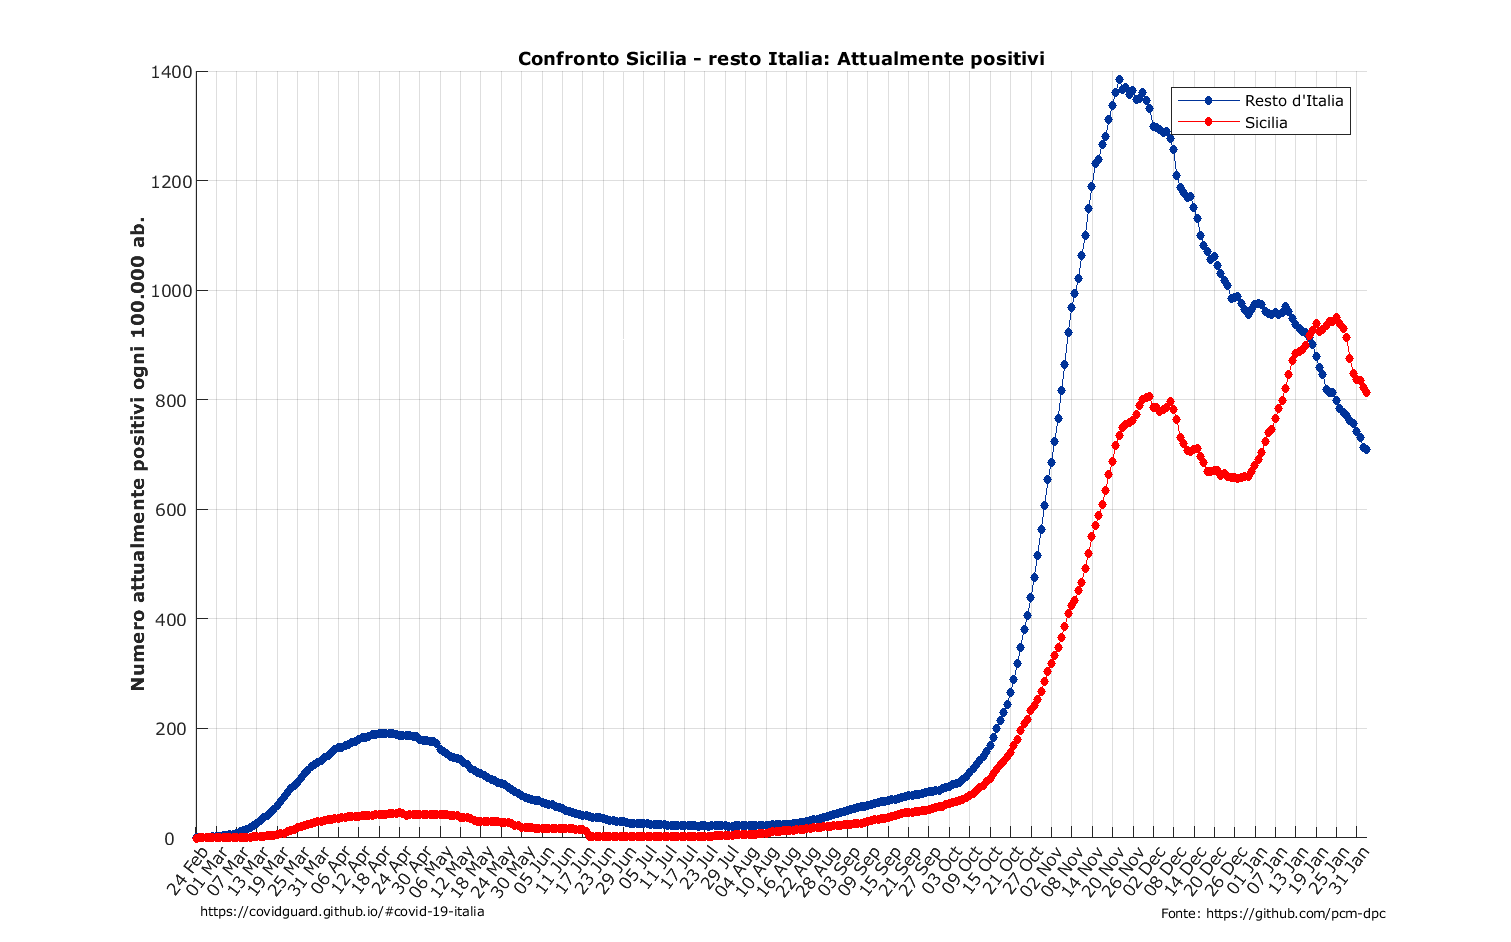 Confronto Sicilia - resto Italia: Attualmente positivi
Numero attualmente positivi ogni 100.000 ab.
1400
1200
1000
800
600
400
200
0
Resto d'Italia
Sicilia
24 Feb
01 Mar
07 Mar
13 Mar
19 Mar
25 Mar
31 Mar
06 Apr
12 Apr
18 Apr
24 Apr
30 Apr
06 May
12 May
18 May
24 May
30 May
05 Jun
11 Jun
17 Jun
23 Jun
29 Jun
05 Jul
11 Jul
17 Jul
23 Jul
29 Jul
04 Aug
10 Aug
16 Aug
22 Aug
28 Aug
03 Sep
09 Sep
15 Sep
21 Sep
27 Sep
03 Oct
09 Oct
15 Oct
21 Oct
27 Oct
02 Nov
08 Nov
14 Nov
20 Nov
26 Nov
02 Dec
08 Dec
14 Dec
20 Dec
26 Dec
01 Jan
07 Jan
13 Jan
19 Jan
25 Jan
31 Jan
https://covidguard.github.io/#covid-19-italia
Fonte: https://github.com/pcm-dpc